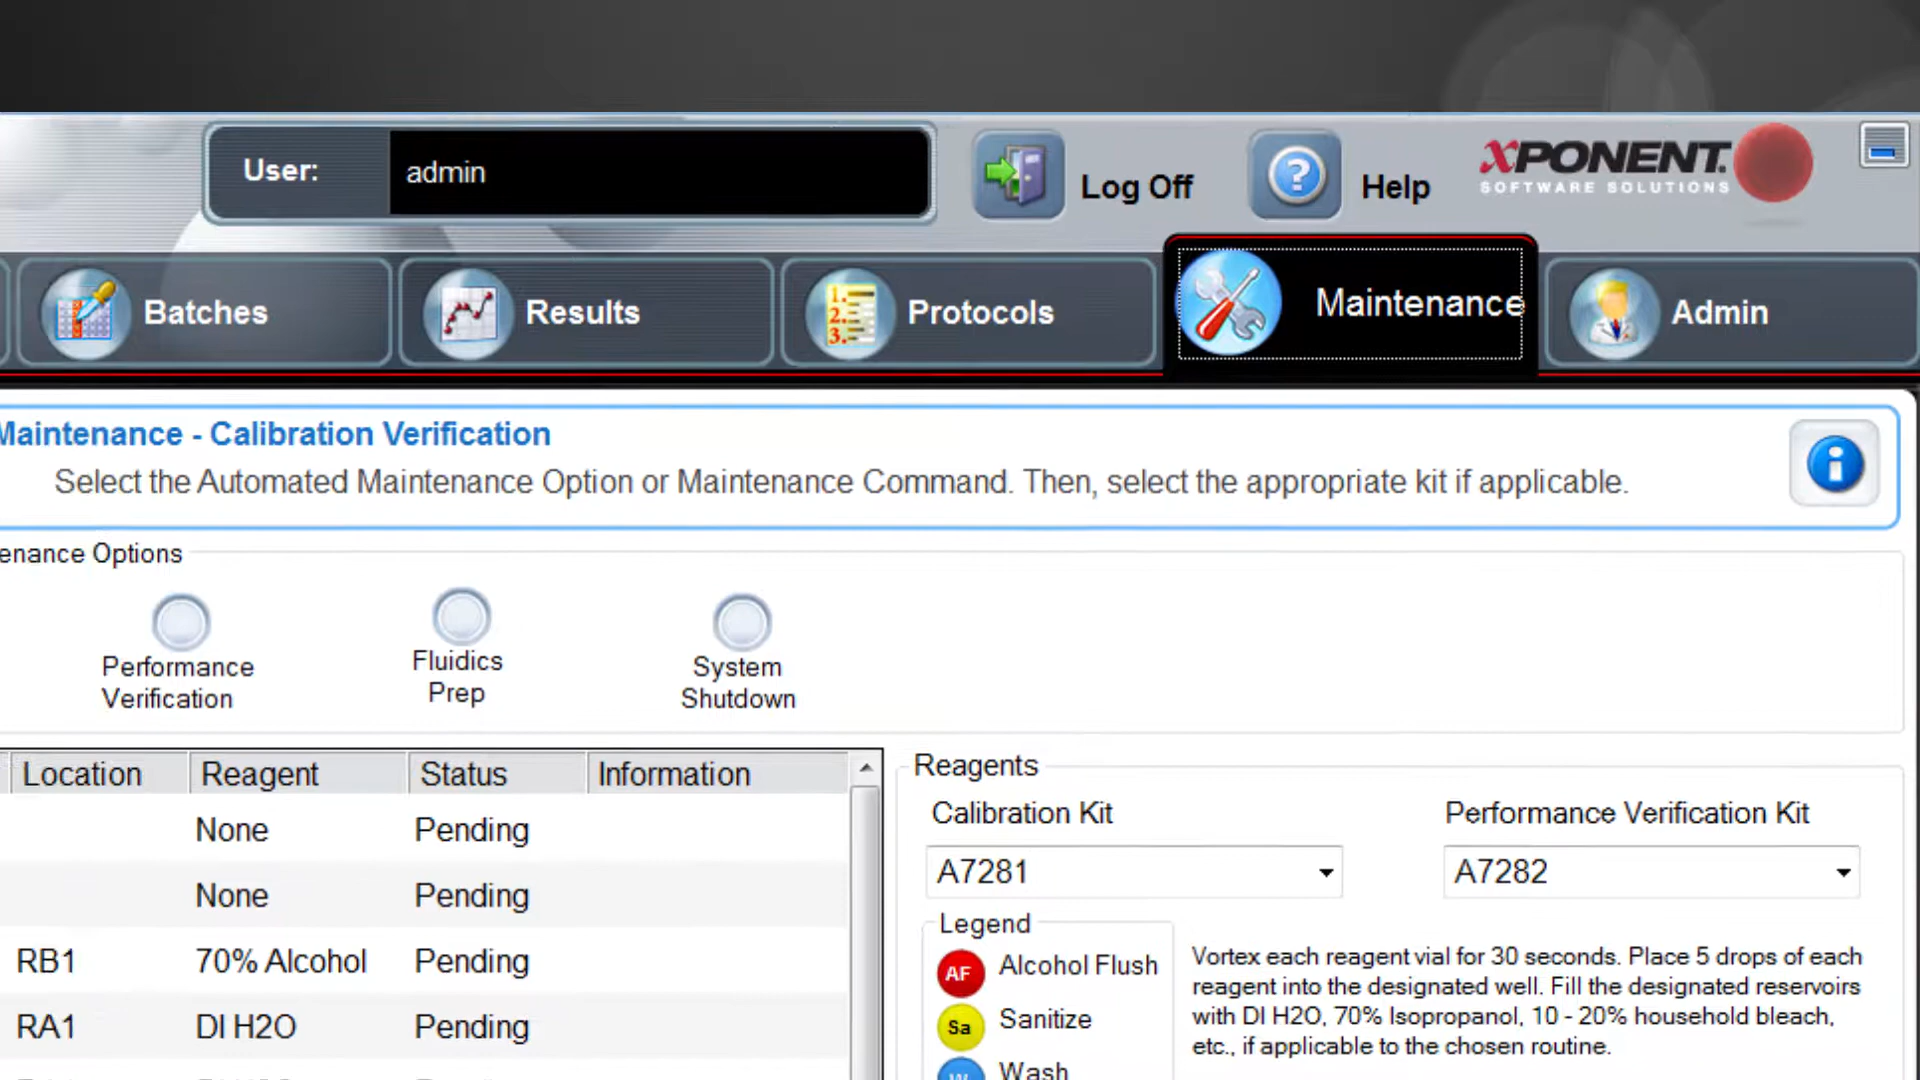 User: admin Log Off Help XPONENT.
SOFTWARE SOLUTIONS
Batches Results Protocols Maintenance Admin
Maintenance - Calibration Verification
Select the Automated Maintenance Option or Maintenance Command. Then, select the appropriate kit if applicable.
enance Options
Performance Verification
Fluidics Prep
System Shutdown
Location Reagent Status Information
None Pending
None Pending
RB1 70% Alcohol Pending
RA1 DI H2O Pending
Reagents
Calibration Kit Performance Verification Kit
A7281 A7282
Legend
AF Alcohol Flush
Sa Sanitize
Wash
Vortex each reagent vial for 30 seconds. Place 5 drops of each
reagent into the designated well. Fill the designated reservoirs
with DI H2O, 70% Isopropanol, 10 - 20% household bleach,
etc., if applicable to the chosen routine.